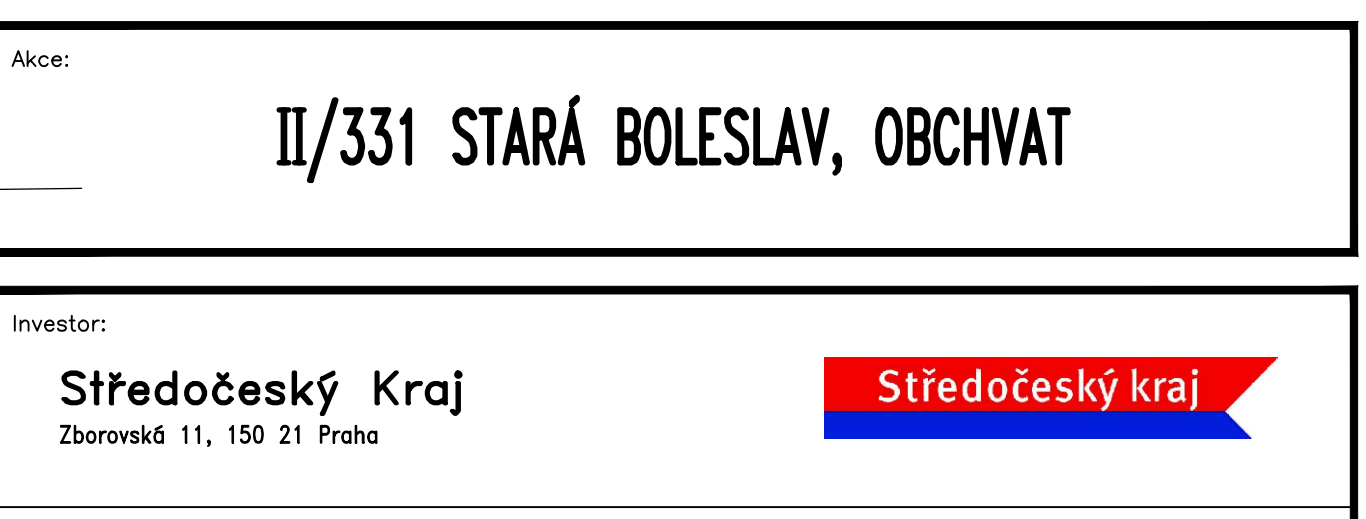 Akce:
II/331 STARÁ BOLESLAV, OBCHVAT
Investor:
Středočeský Kraj
Středočeský kraj
Zborovská 11, 150 21 Praha